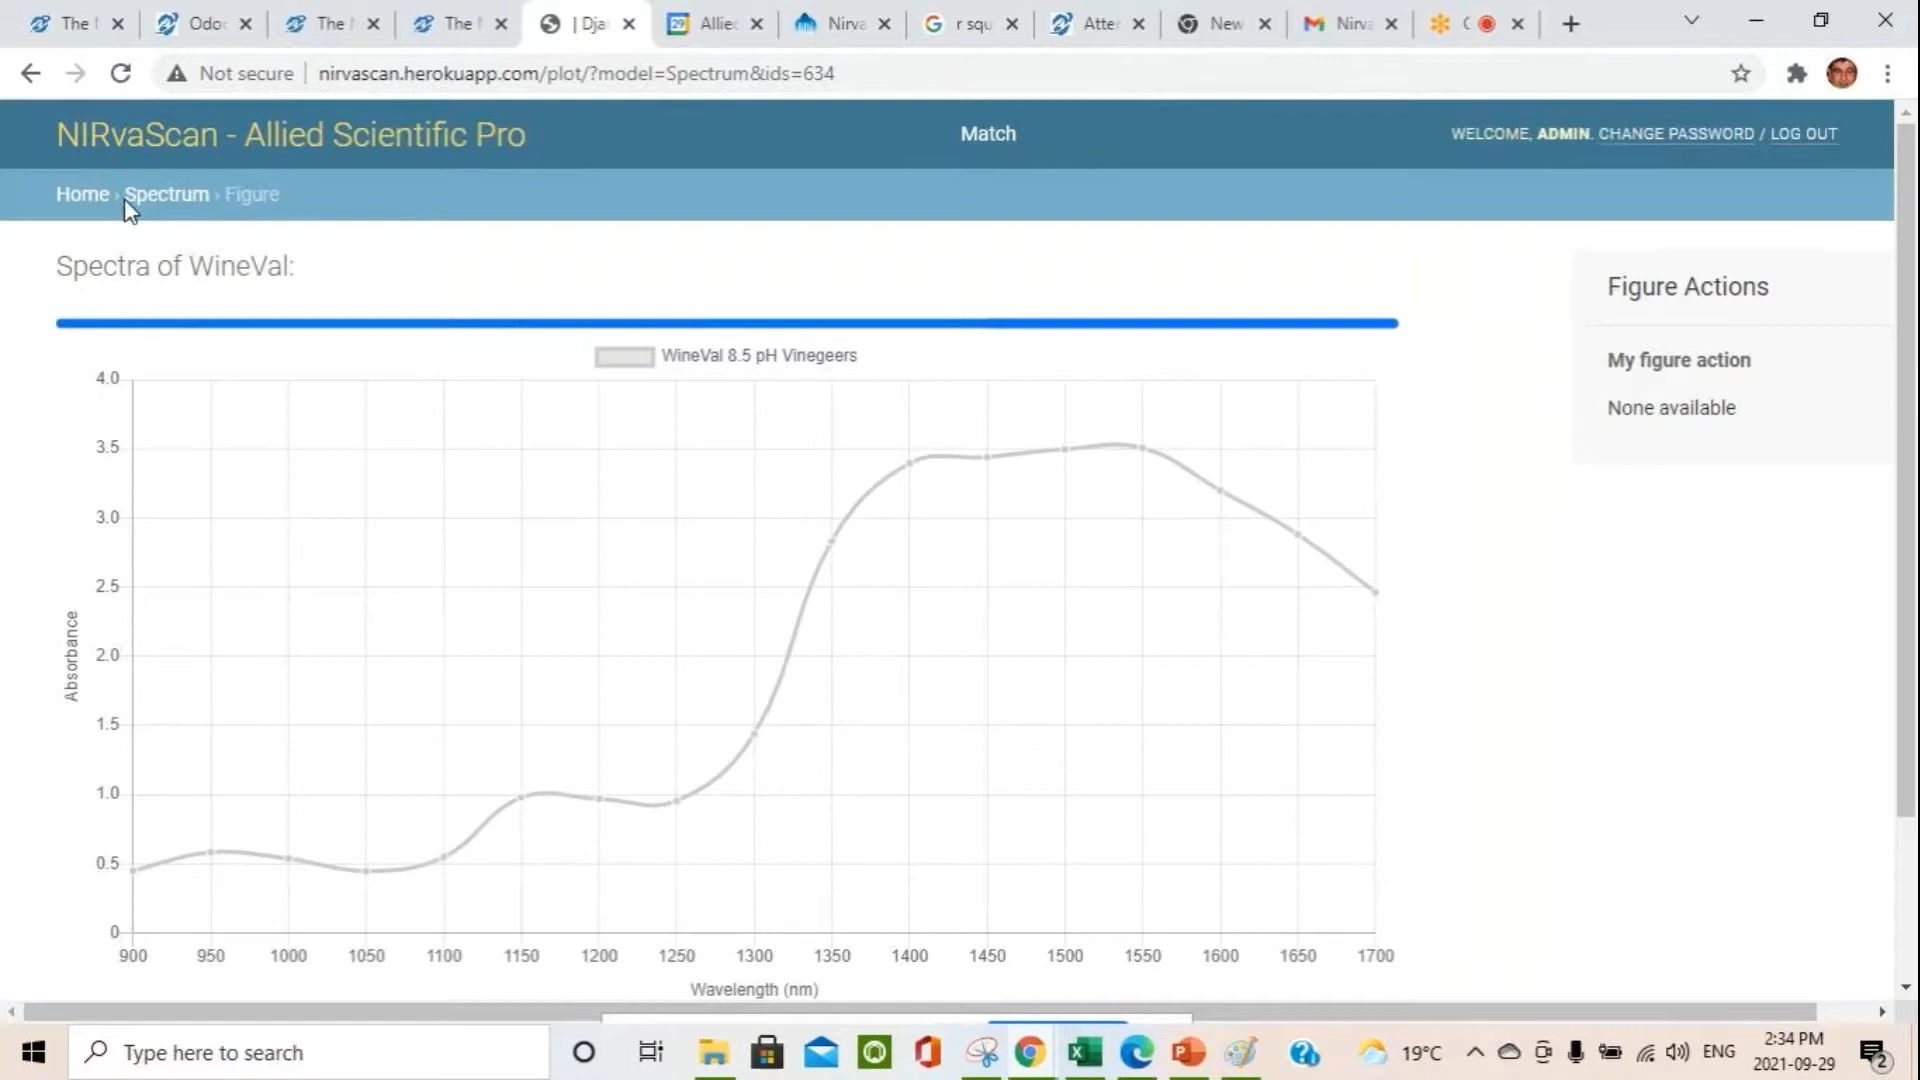 The
Odo
The
The
| Dja
29
Allied
Nirva
r squ
Atter
New
Nirva
Not secure
nirvascan.herokuapp.com/plot/?model=Spectrum&ids=634
NIRvaScan - Allied Scientific Pro
Match
WELCOME, ADMIN. CHANGE PASSWORD / LOG OUT
Home › Spectrum › Figure
Spectra of WineVal:
Figure Actions
My figure action
None available
WineVal 8.5 pH Vinegeers
4.0
3.5
3.0
2.5
2.0
1.5
1.0
0.5
0
Absorbance
900 950 1000 1050 1100 1150 1200 1250 1300 1350 1400 1450 1500 1550 1600 1650 1700
Wavelength (nm)
Type here to search
19°C
ENG
2:34 PM
2021-09-29
2